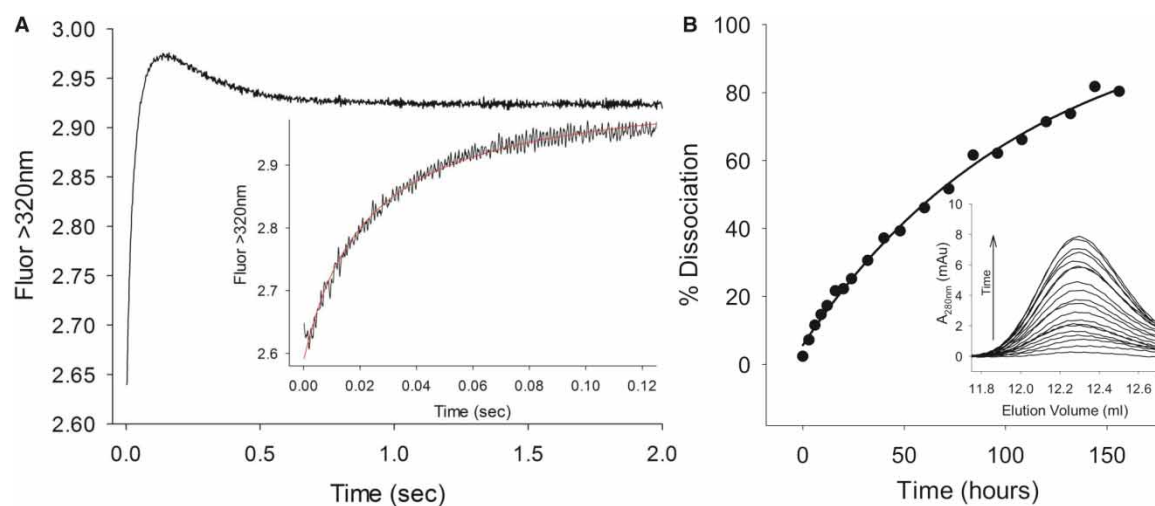 A
Fluor >320nm
3.00
2.95
2.90
2.85
2.80
2.75
2.70
2.65
2.60
0.0 0.5 1.0 1.5 2.0
Time (sec)
Fluor >320nm
2.9
2.8
2.7
2.6
0.00 0.02 0.04 0.06 0.08 0.10 0.12
Time (sec)
B
% Dissociation
100
80
60
40
20
0
0 50 100 150
Time (hours)
A280nm (mAu)
10
8
6
4
2
0
Time
11.8 12.0 12.2 12.4 12.6
Elution Volume (ml)